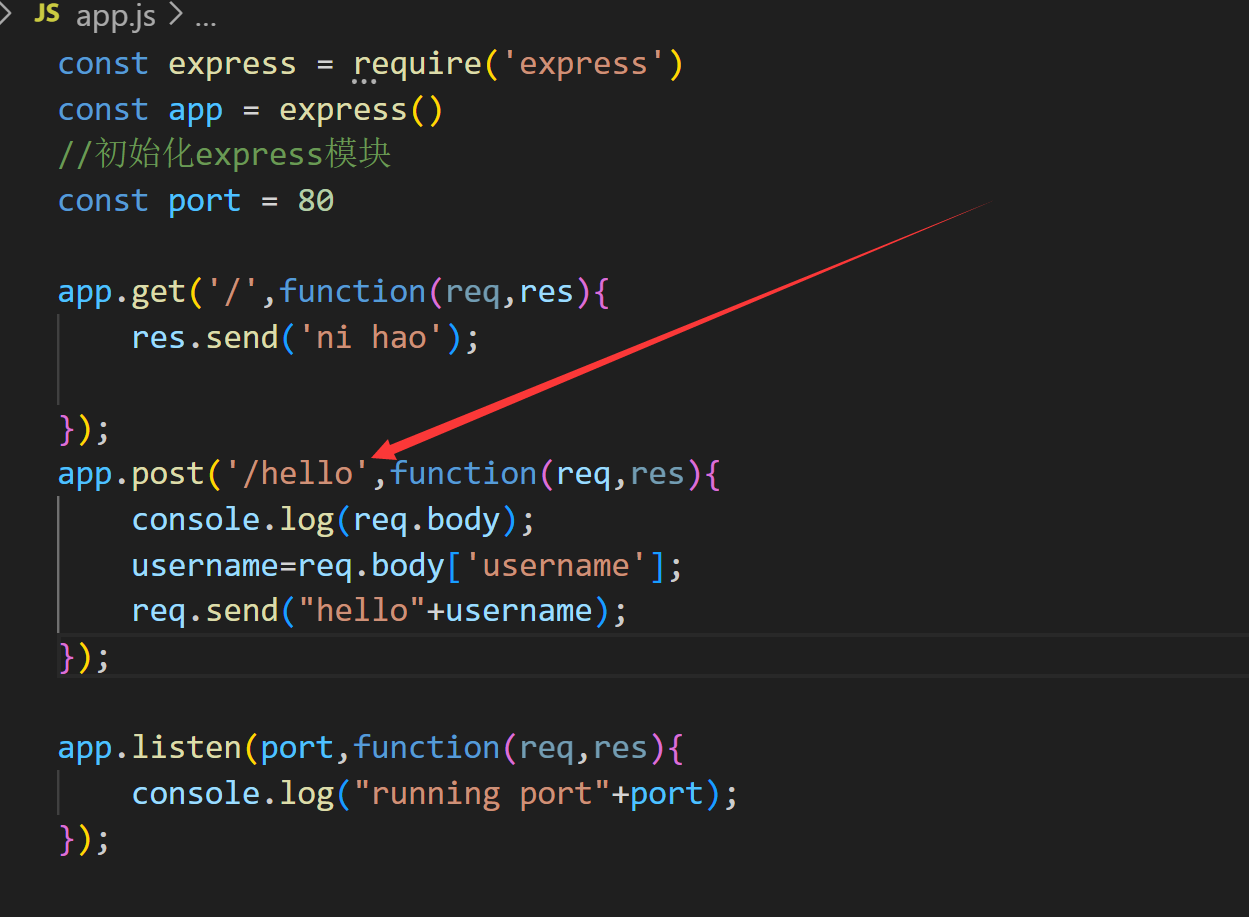 JS app.js > ...
const express = require('express')
const app = express()
//初始化express模块
const port = 80
app.get('/',function(req,res){
res.send('ni hao');
});
app.post('/hello',function(req,res){
console.log(req.body);
username=req.body['username'];
req.send("hello"+username);
});
app.listen(port,function(req,res){
console.log("running port"+port);
});